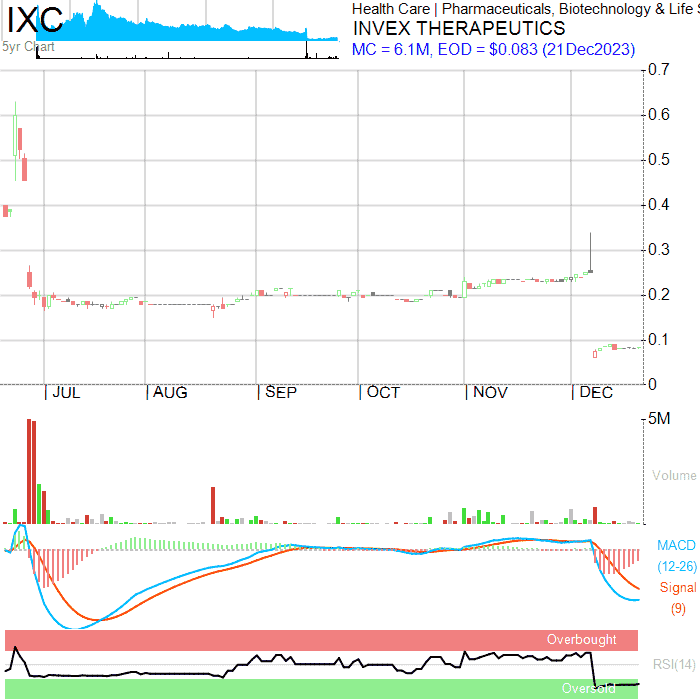 IXC
5yr Chart
Health Care | Pharmaceuticals, Biotechnology & Life S
INVEX THERAPEUTICS
MC = 6.1M, EOD = $0.083 (21Dec2023)
0.7
0.6
0.5
0.4
0.3
0.2
0.1
0
JUL AUG SEP OCT NOV DEC
5M
Volume
MACD
(12-26)
Signal
(9)
Overbought
RSI(14)
Oversold